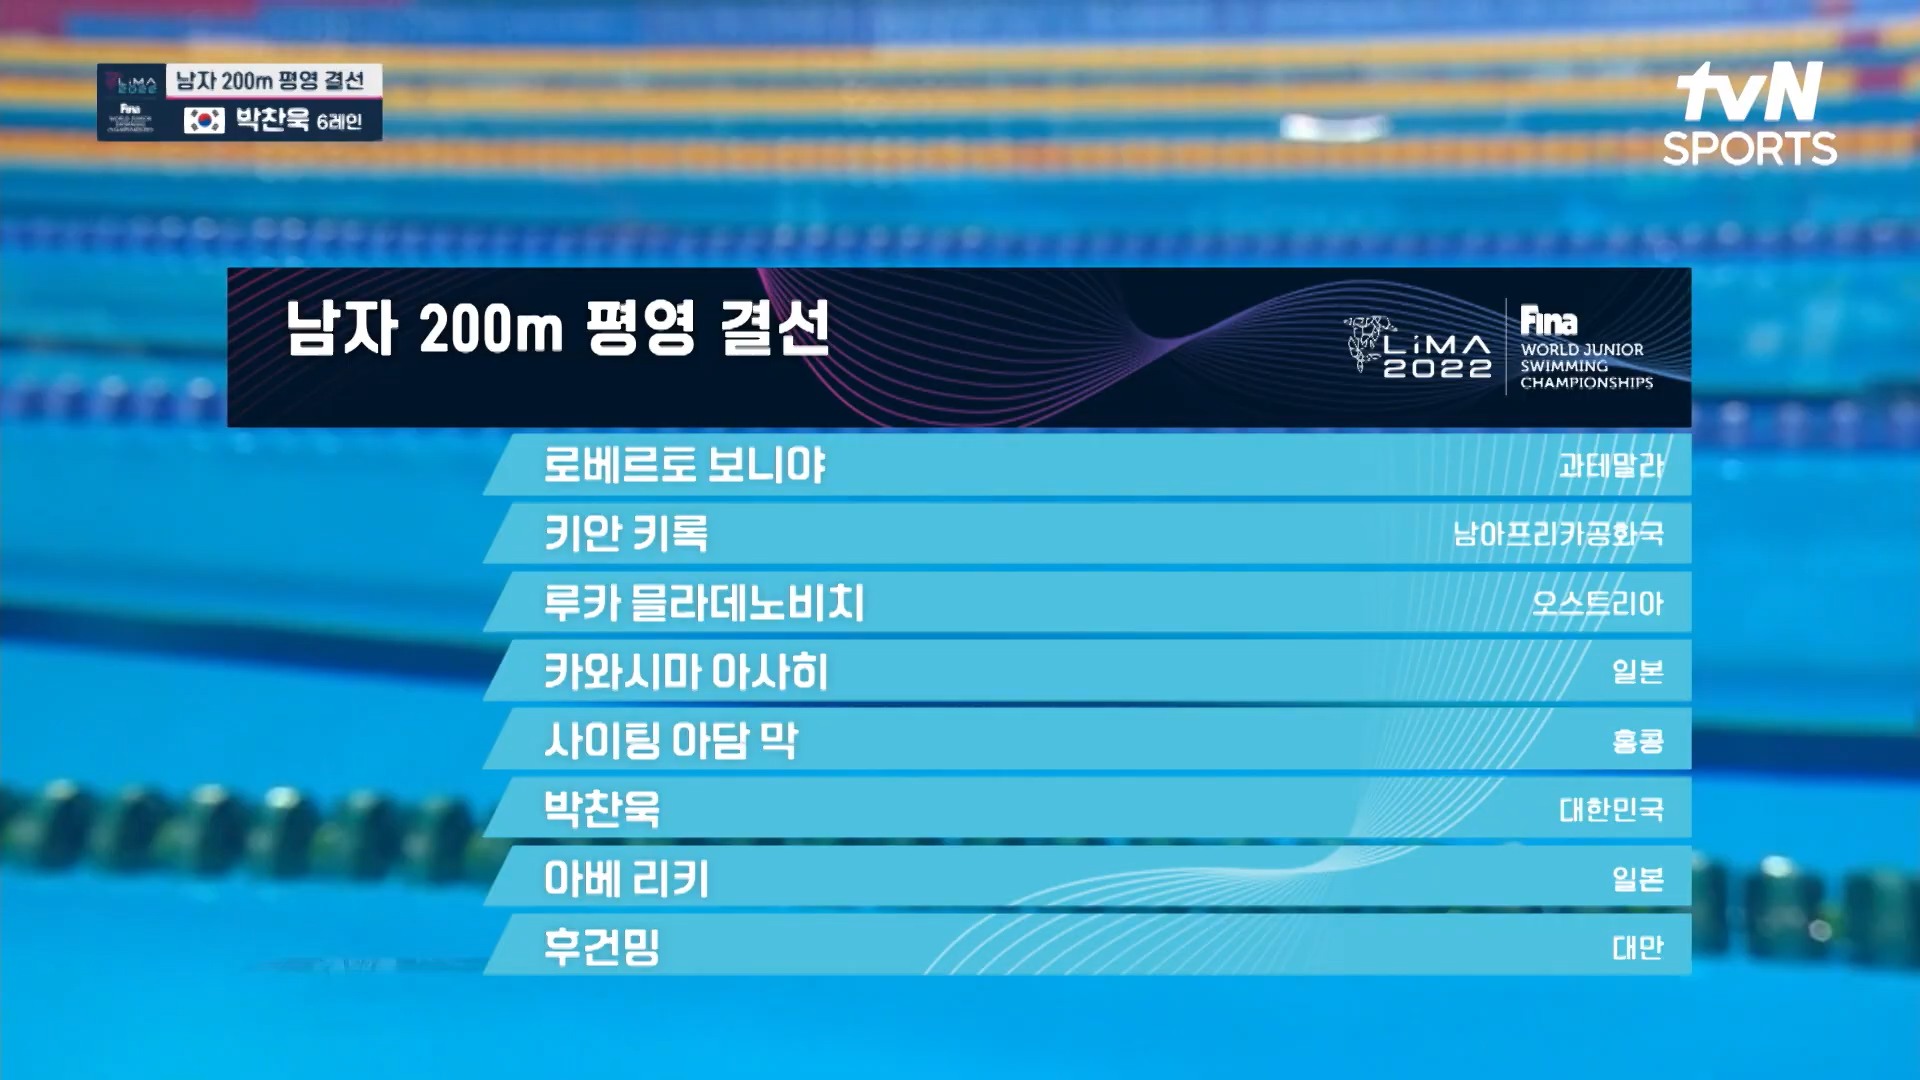 LiMA
남자 200m 평영 결선
Fina
박찬욱 6레인
tvN
SPORTS
남자 200m 평영 결선
LiMA
2022
Fina
WORLD JUNIOR
SWIMMING
CHAMPIONSHIPS
로베르토 보니야 과테말라
키안 키록 남아프리카공화국
루카 믈라데노비치 오스트리아
카와시마 아사히 일본
사이팅 아담 막 홍콩
박찬욱 대한민국
아베 리키 일본
후건밍 대만